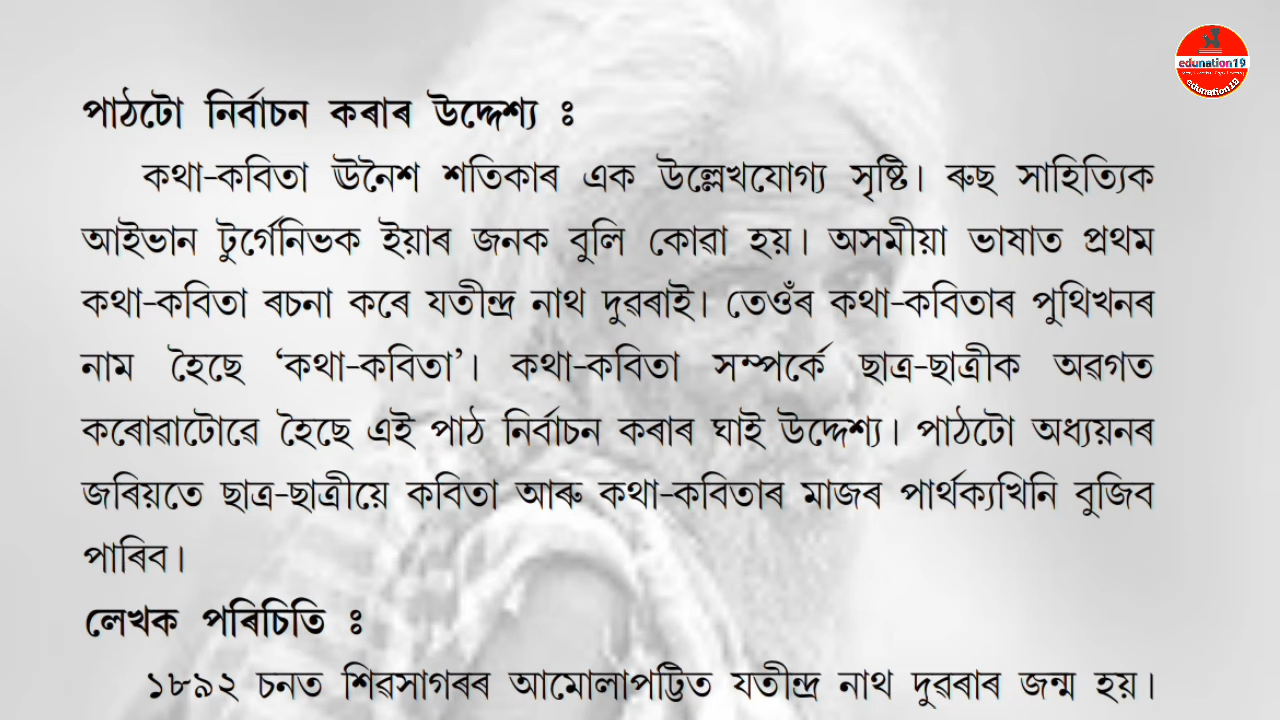 edunation19
edunation19
পাঠটো নিৰ্বাচন কৰাৰ উদ্দেশ্য ঃ
কথা-কবিতা ঊনৈশ শতিকাৰ এক উল্লেখযোগ্য সৃষ্টি। ৰুছ সাহিত্যিক
আইভান টুৰ্গেনিভক ইয়াৰ জনক বুলি কোৱা হয়। অসমীয়া ভাষাত প্ৰথম
কথা-কবিতা ৰচনা কৰে যতীন্দ্ৰ নাথ দুৱৰাই। তেওঁৰ কথা-কবিতাৰ পুথিখনৰ
নাম হৈছে ‘কথা-কবিতা’। কথা-কবিতা সম্পৰ্কে ছাত্ৰ-ছাত্ৰীক অৱগত
কৰোৱাটোৱে হৈছে এই পাঠ নিৰ্বাচন কৰাৰ ঘাই উদ্দেশ্য। পাঠটো অধ্যয়নৰ
জৰিয়তে ছাত্ৰ-ছাত্ৰীয়ে কবিতা আৰু কথা-কবিতাৰ মাজৰ পাৰ্থক্যখিনি বুজিব
পাৰিব।
লেখক পৰিচিতি ঃ
১৮৯২ চনত শিৱসাগৰৰ আমোলাপট্টিত যতীন্দ্ৰ নাথ দুৱৰাৰ জন্ম হয়।